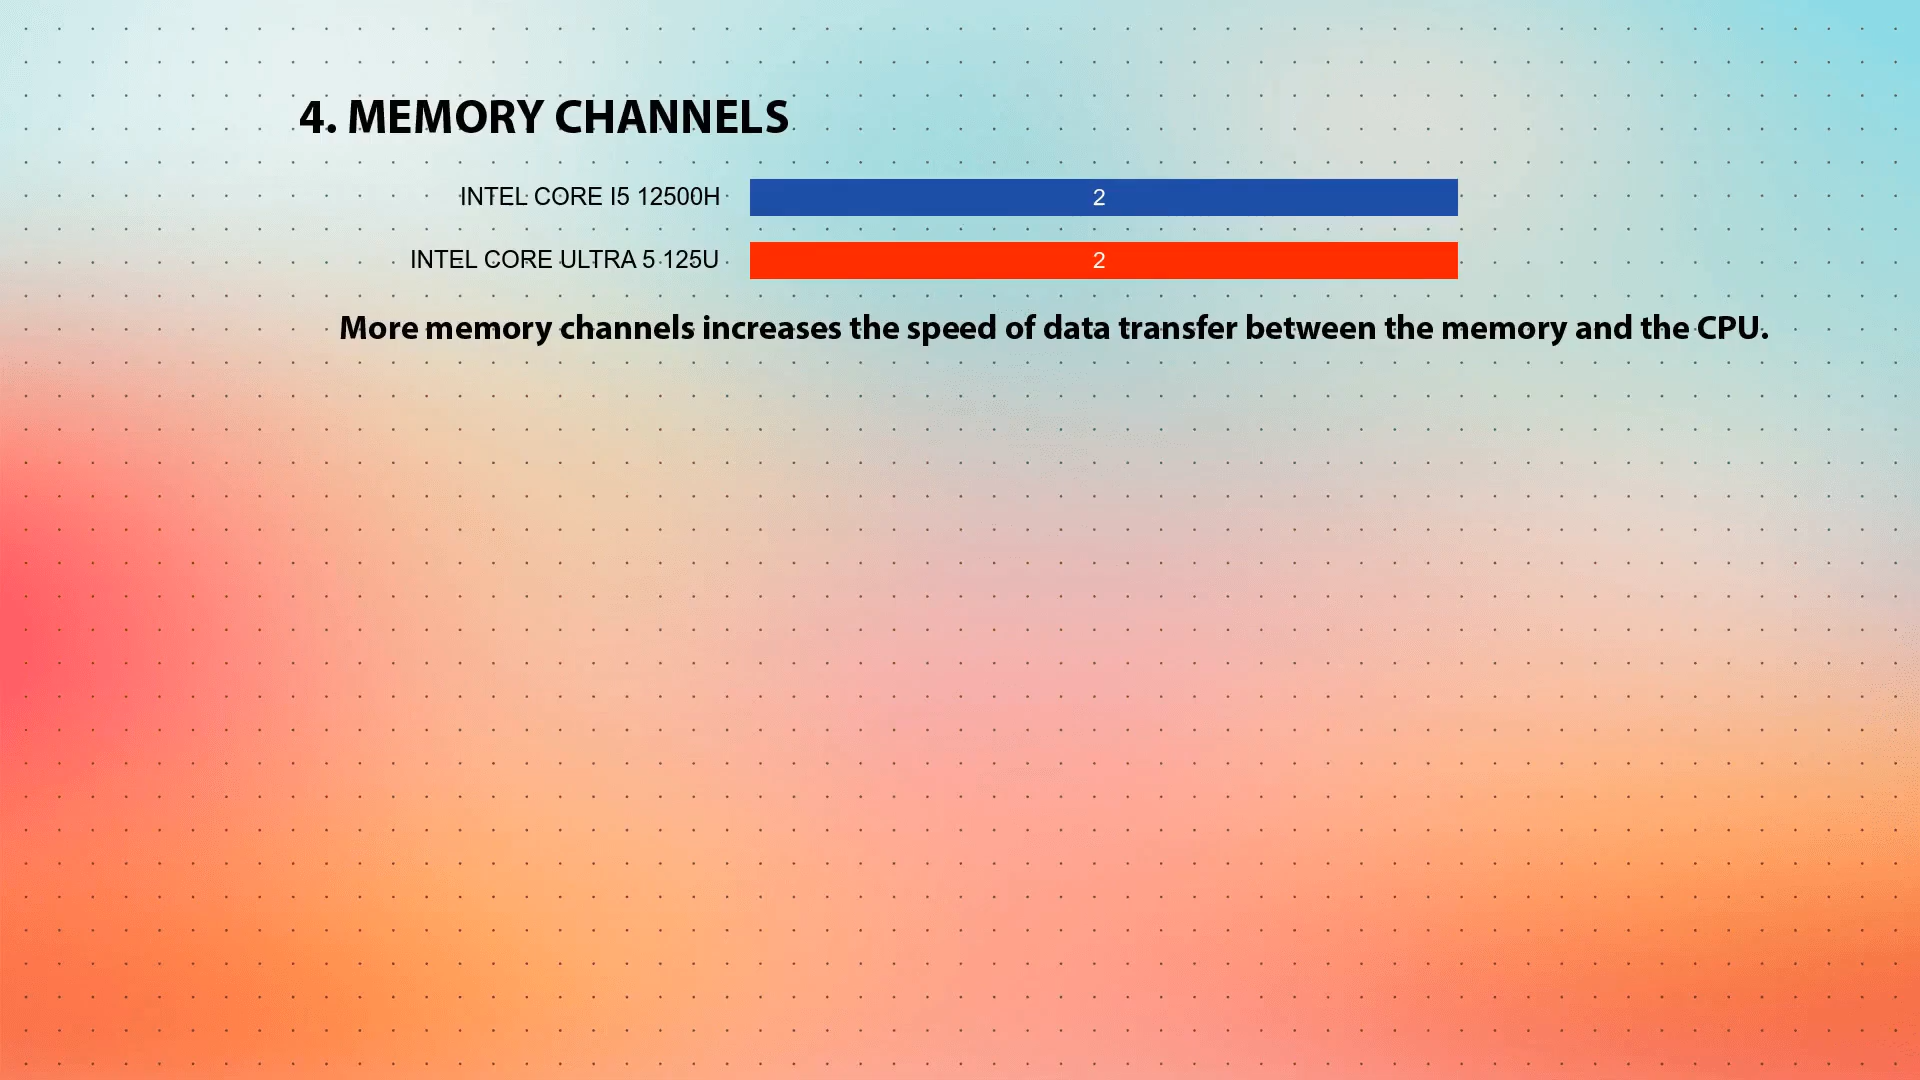 4. MEMORY CHANNELS
INTEL CORE I5 12500H
2
INTEL CORE ULTRA 5 125U
2
More memory channels increases the speed of data transfer between the memory and the CPU.